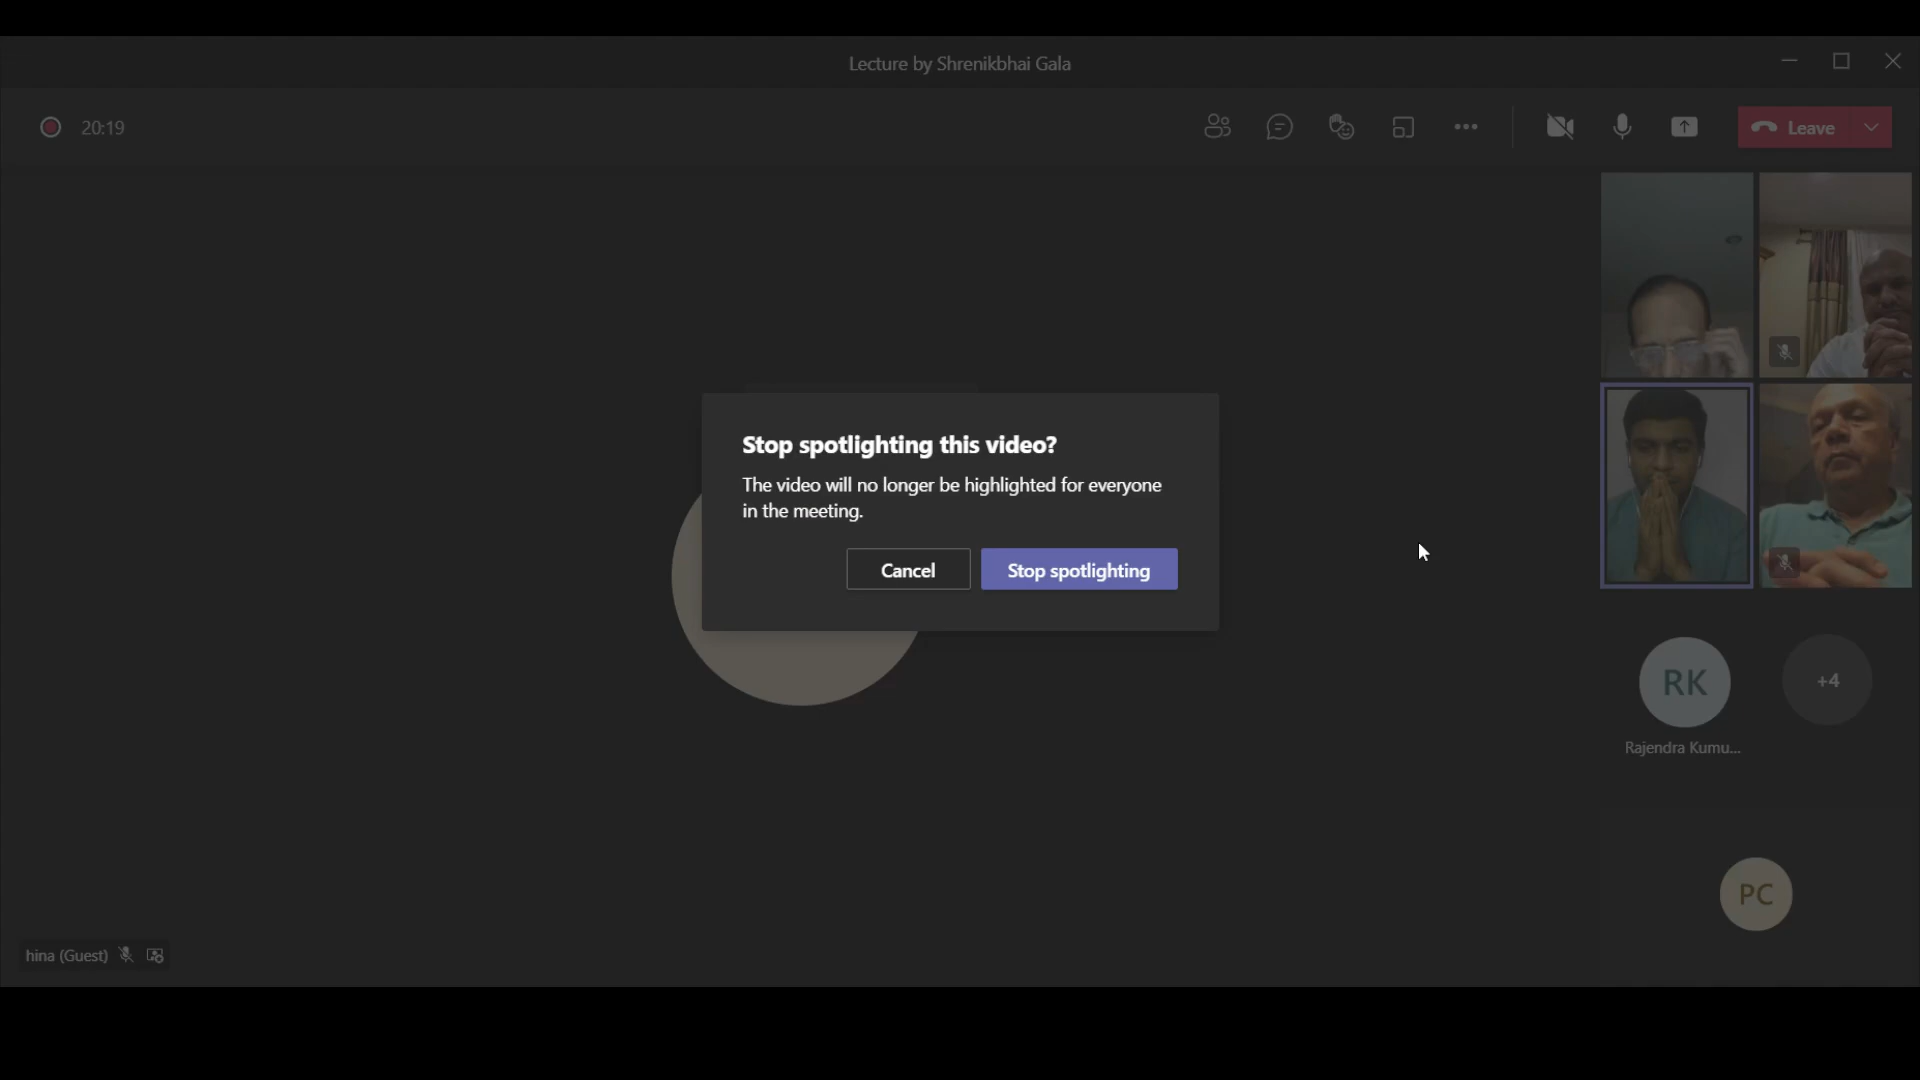 Lecture by Shrenikbhai Gala
20:19
Leave
Stop spotlighting this video?
The video will no longer be highlighted for everyone
in the meeting.
Cancel
Stop spotlighting
RK
+4
Rajendra Kumu...
PC
hina (Guest)